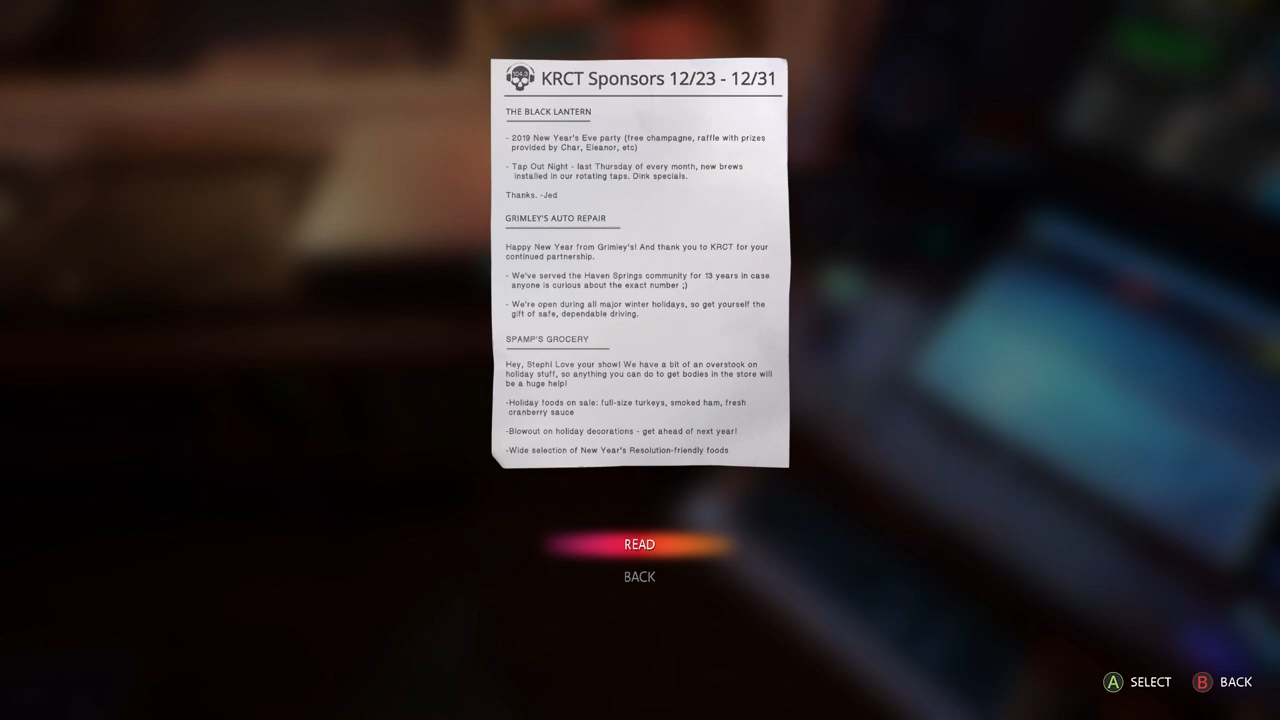 KRCT Sponsors 12/23 - 12/31
THE BLACK LANTERN
- 2019 New Year's Eve party (free champagne, raffle with prizes
provided by Char, Eleanor, etc)
- Tap Out Night - last Thursday of every month, new brews
installed in our rotating taps. Dink specials.
Thanks. -Jed
GRIMLEY'S AUTO REPAIR
Happy New Year from Grimley's! And thank you to KRCT for your
continued partnership.
- We've served the Haven Springs community for 13 years in case
anyone is curious about the exact number ;)
- We're open during all major winter holidays, so get yourself the
gift of safe, dependable driving.
SPAMP'S GROCERY
Hey, Steph! Love your show! We have a bit of an overstock on
holiday stuff, so anything you can do to get bodies in the store will
be a huge help!
-Holiday foods on sale: full-size turkeys, smoked ham, fresh
cranberry sauce
-Blowout on holiday decorations - get ahead of next year!
-Wide selection of New Year's Resolution-friendly foods
READ
BACK
A SELECT B BACK